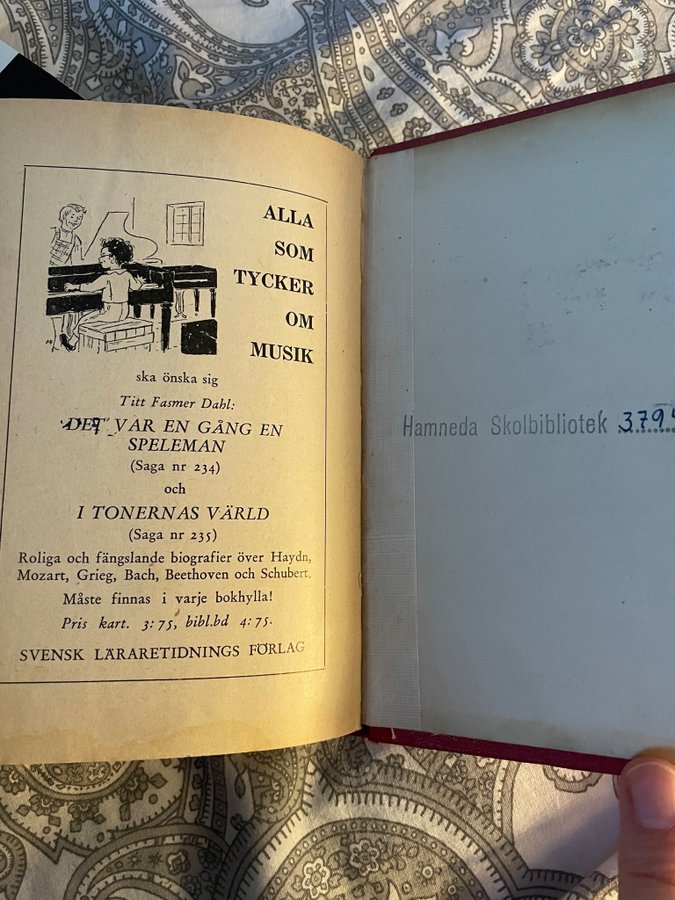 ALLA
SOM
TYCKER
OM
MUSIK
ska önska sig
Titt Fasmer Dahl:
DET VAR EN GÅNG EN
SPELEMAN
(Saga nr 234)
och
I TONERNAS VÄRLD
(Saga nr 235)
Roliga och fängslande biografier över Haydn,
Mozart, Grieg, Bach, Beethoven och Schubert.
Måste finnas i varje bokhylla!
Pris kart. 3:75, bibl.bd 4:75.
SVENSK LÄRARETIDNINGS FÖRLAG
Hamneda Skolbibliotek